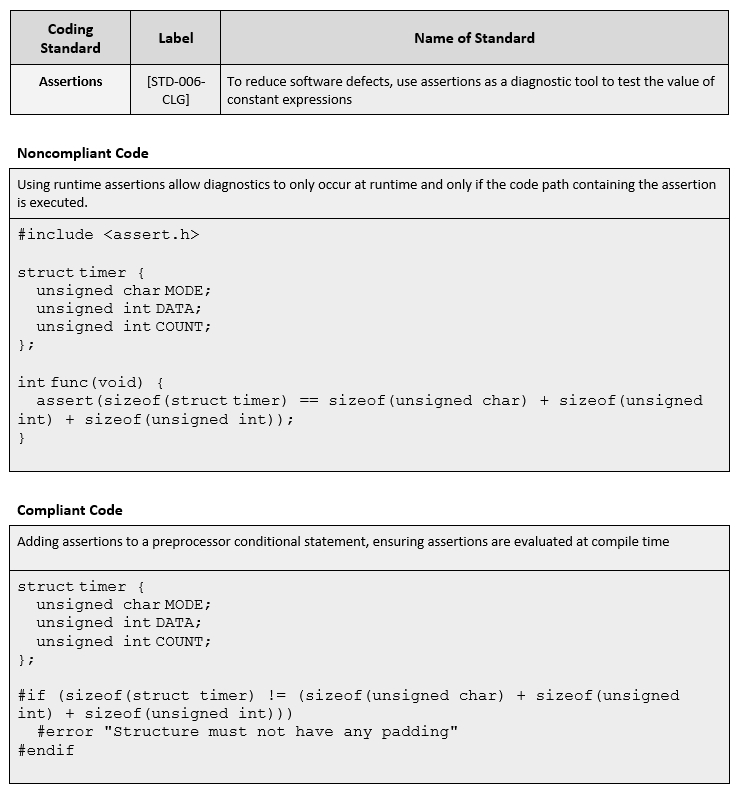 Coding Standard Label Name of Standard
Assertions [STD-006-CLG] To reduce software defects, use assertions as a diagnostic tool to test the value of
constant expressions
Noncompliant Code
Using runtime assertions allow diagnostics to only occur at runtime and only if the code path containing the assertion
is executed.
#include <assert.h>
struct timer {
unsigned char MODE;
unsigned int DATA;
unsigned int COUNT;
};
int func(void) {
assert(sizeof(struct timer) == sizeof(unsigned char) + sizeof(unsigned
int) + sizeof(unsigned int));
}
Compliant Code
Adding assertions to a preprocessor conditional statement, ensuring assertions are evaluated at compile time
struct timer {
unsigned char MODE;
unsigned int DATA;
unsigned int COUNT;
};
#if (sizeof(struct timer) != (sizeof(unsigned char) + sizeof(unsigned
int) + sizeof(unsigned int)))
#error "Structure must not have any padding"
#endif